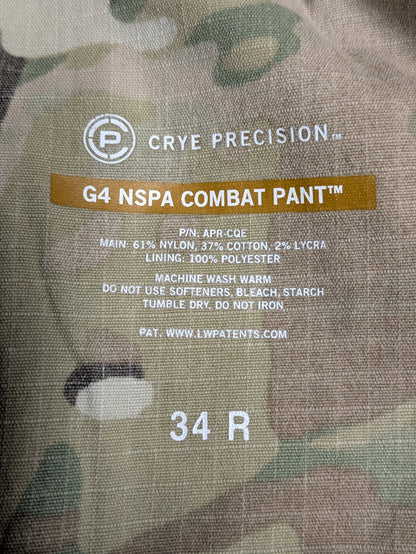 CP CRYE PRECISION™
G4 NSPA COMBAT PANT™
P/N: APR-CQE
MAIN: 61% NYLON, 37% COTTON, 2% LYCRA
LINING: 100% POLYESTER
MACHINE WASH WARM
DO NOT USE SOFTENERS, BLEACH, STARCH
TUMBLE DRY, DO NOT IRON
PAT. WWW.LWPATENTS.COM
34 R